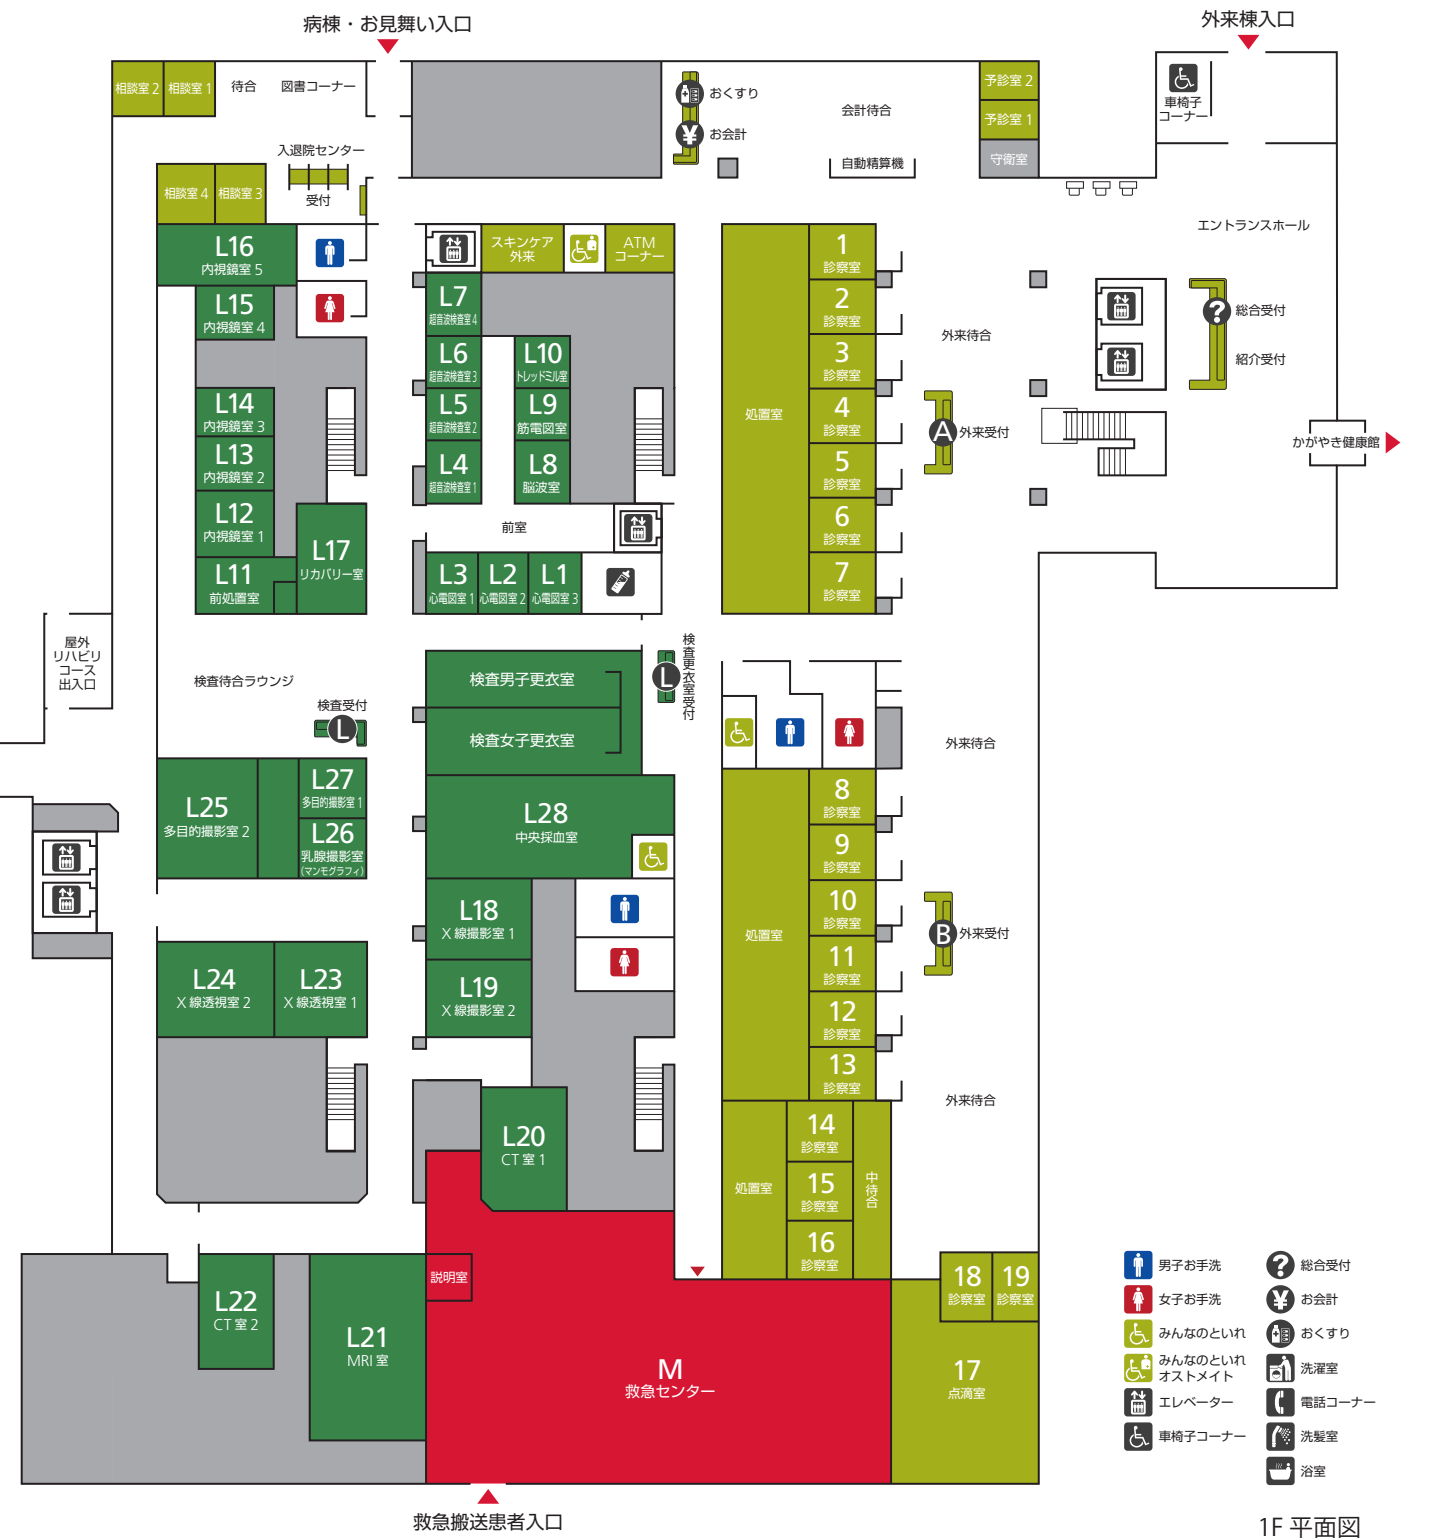 病棟・お見舞い入口
外来棟入口
相談室 2
相談室 1
待合
図書コーナー
おくすり
お会計
会計待合
自動精算機
予診室 2
予診室 1
守衛室
車椅子
コーナー
入退院センター
受付
相談室 4
相談室 3
エントランスホール
L16
内視鏡室 5
L15
内視鏡室 4
L14
内視鏡室 3
L13
内視鏡室 2
L12
内視鏡室 1
L11
前処置室
L17
リカバリー室
スキンケア
外来
ATM
コーナー
L7
超音波検査室 4
L6
超音波検査室 3
L5
超音波検査室 2
L4
超音波検査室 1
L10
トレッドミル室
L9
筋電図室
L8
脳波室
前室
L3
心電図室 1
L2
心電図室 2
L1
心電図室 3
処置室
1
診察室
2
診察室
3
診察室
4
診察室
5
診察室
6
診察室
7
診察室
外来待合
A
外来受付
?
総合受付
紹介受付
かがやき健康館
屋外
リハビリ
コース
出入口
検査待合ラウンジ
検査受付
L
検査男子更衣室
検査女子更衣室
L
検査更衣室受付
外来待合
L25
多目的撮影室 2
L27
多目的撮影室 1
L26
乳腺撮影室
(マンモグラフィ)
L28
中央採血室
L18
X 線撮影室 1
L19
X 線撮影室 2
L24
X 線透視室 2
L23
X 線透視室 1
処置室
8
診察室
9
診察室
10
診察室
11
診察室
12
診察室
13
診察室
B
外来受付
外来待合
L20
CT 室 1
処置室
14
診察室
15
診察室
16
診察室
中待合
説明室
L22
CT 室 2
L21
MRI 室
M
救急センター
18
診察室
19
診察室
17
点滴室
救急搬送患者入口
男子お手洗
女子お手洗
みんなのといれ
みんなのといれ
オストメイト
エレベーター
車椅子コーナー
?
総合受付
¥
お会計
おくすり
洗濯室
電話コーナー
洗髪室
浴室
1F 平面図